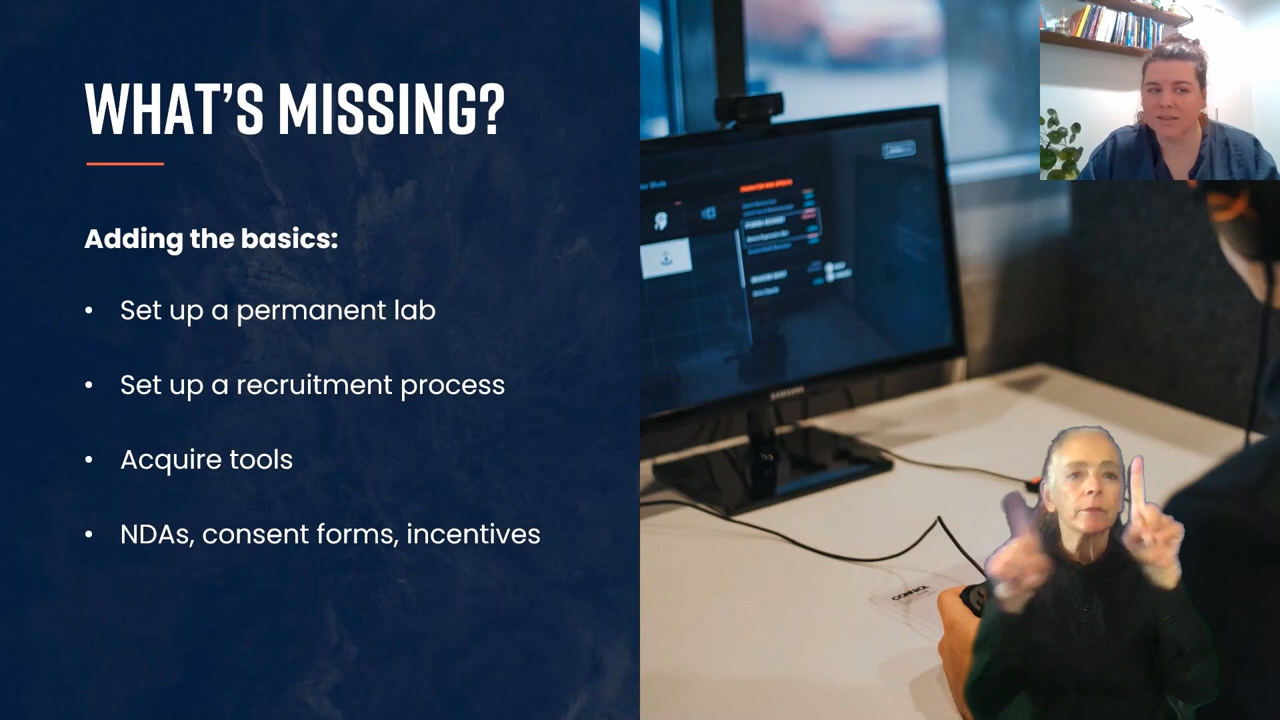 WHAT'S MISSING?
Adding the basics:
• Set up a permanent lab
• Set up a recruitment process
• Acquire tools
• NDAs, consent forms, incentives
SAMSUNG